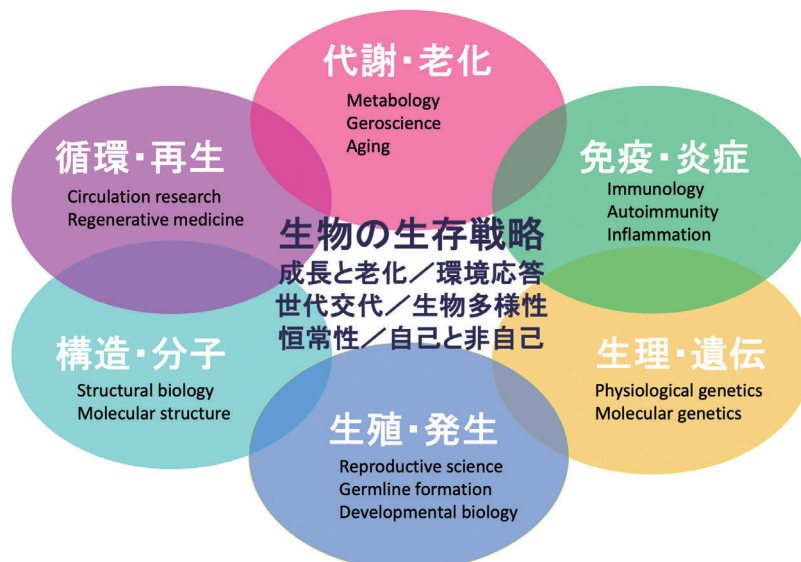 代謝・老化
Metabology
Geroscience
Aging
循環・再生
Circulation research
Regenerative medicine
免疫・炎症
Immunology
Autoimmunity
Inflammation
生物の生存戦略
成長と老化／環境応答
世代交代／生物多様性
恒常性／自己と非自己
構造・分子
Structural biology
Molecular structure
生理・遺伝
Physiological genetics
Molecular genetics
生殖・発生
Reproductive science
Germline formation
Developmental biology